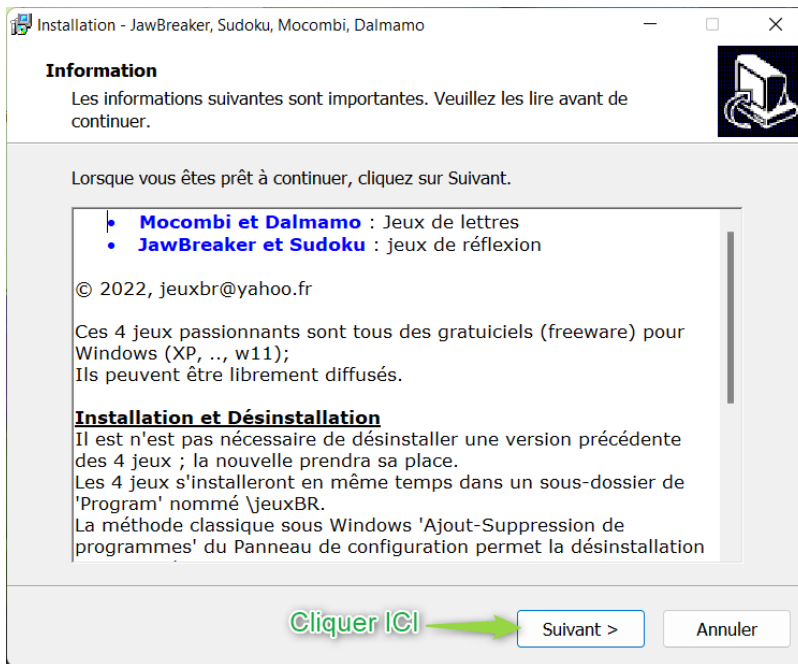 Installation - JawBreaker, Sudoku, Mocombi, Dalmamo
Information
Les informations suivantes sont importantes. Veuillez les lire avant de
continuer.
Lorsque vous êtes prêt à continuer, cliquez sur Suivant.
• Mocombi et Dalmamo : Jeux de lettres
• JawBreaker et Sudoku : jeux de réflexion
© 2022, jeuxbr@yahoo.fr
Ces 4 jeux passionnants sont tous des gratuiciels (freeware) pour
Windows (XP, .., w11);
Ils peuvent être librement diffusés.
Installation et Désinstallation
Il est n'est pas nécessaire de désinstaller une version précédente
des 4 jeux ; la nouvelle prendra sa place.
Les 4 jeux s'installeront en même temps dans un sous-dossier de
'Program' nommé \jeuxBR.
La méthode classique sous Windows 'Ajout-Suppression de
programmes' du Panneau de configuration permet la désinstallation
Cliquer ICI
Suivant >
Annuler